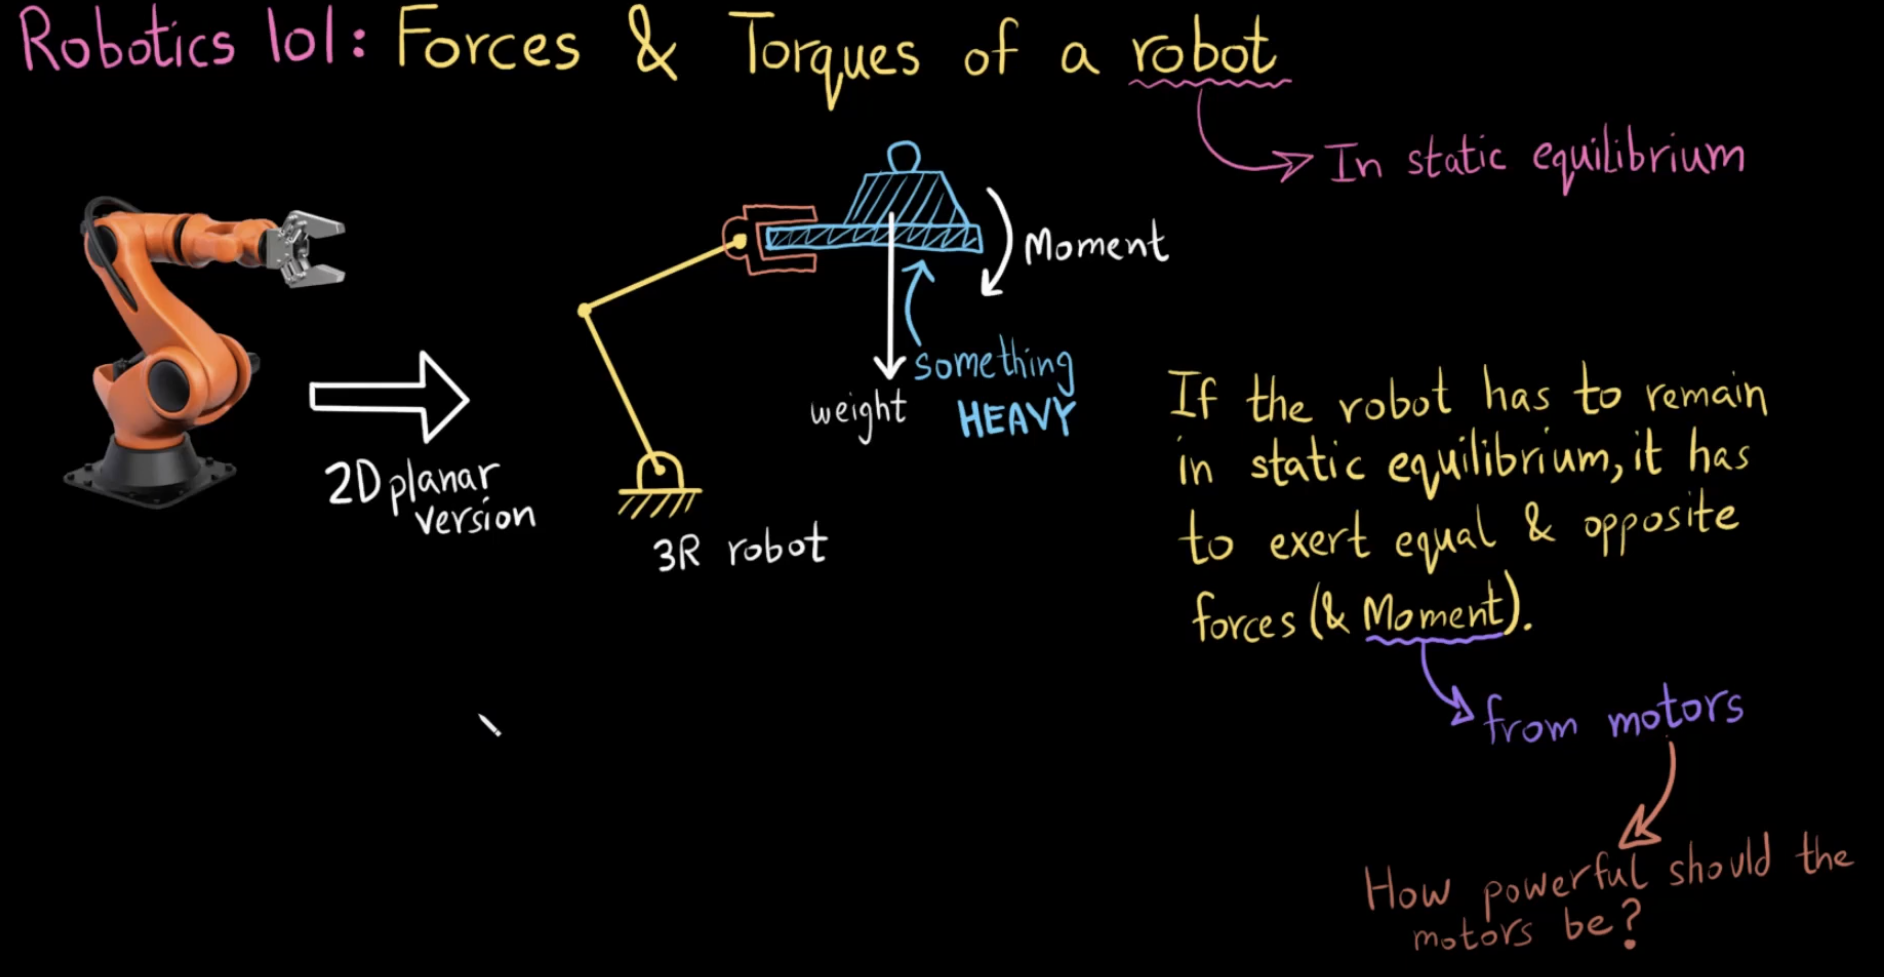 Robotics 101: Forces & Torques of a robot
In static equilibrium
Moment
something
HEAVY
weight
2D planar
version
3R robot
If the robot has to remain
in static equilibrium, it has
to exert equal & opposite
forces (& Moment).
from motors
How powerful should the
motors be?